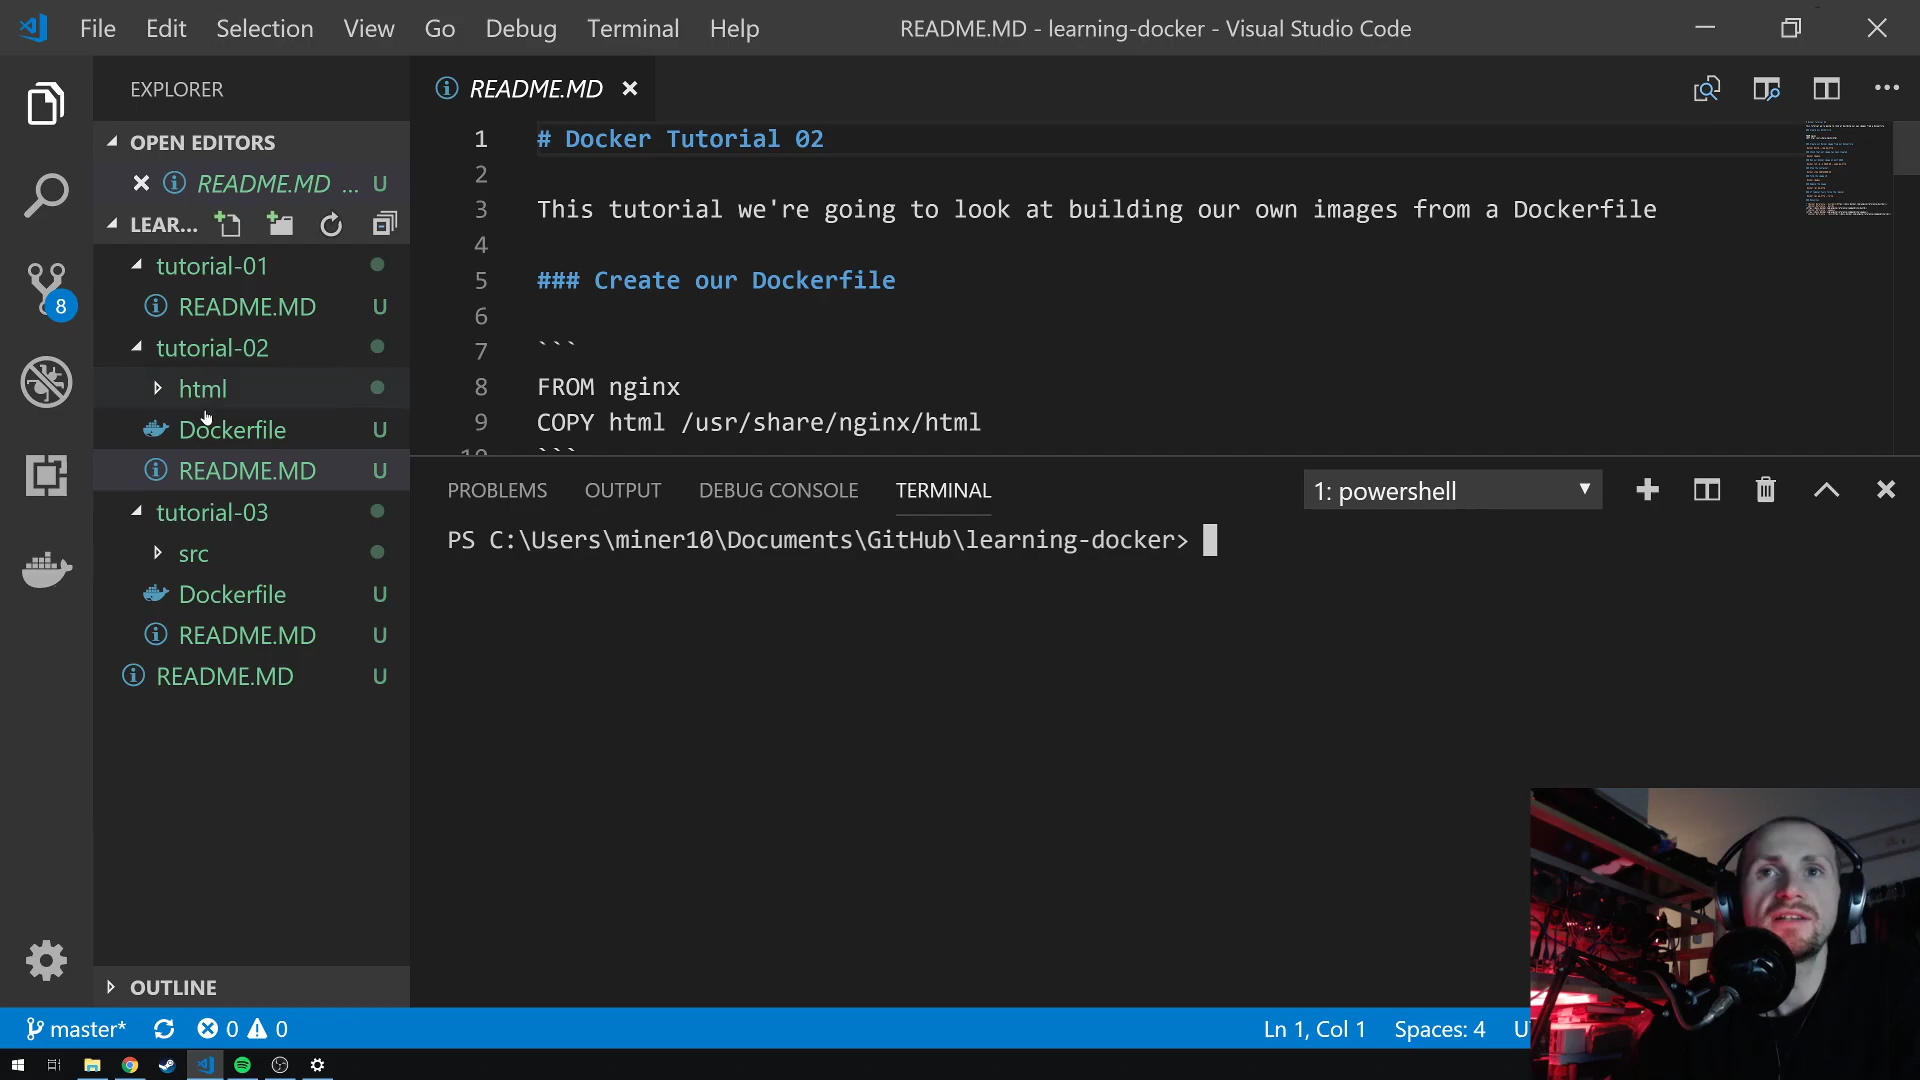 File Edit Selection View Go Debug Terminal Help README.MD - learning-docker - Visual Studio Code
EXPLORER
README.MD
OPEN EDITORS
README.MD ... U
LEAR...
tutorial-01
README.MD U
tutorial-02
html
Dockerfile U
README.MD U
tutorial-03
src
Dockerfile U
README.MD U
README.MD U
OUTLINE
8
1 # Docker Tutorial 02
2
3 This tutorial we're going to look at building our own images from a Dockerfile
4
5 ### Create our Dockerfile
6
7 ```
8 FROM nginx
9 COPY html /usr/share/nginx/html
10 ```
PROBLEMS OUTPUT DEBUG CONSOLE TERMINAL 1: powershell
PS C:\Users\miner10\Documents\GitHub\learning-docker>
master* 0 0 Ln 1, Col 1 Spaces: 4 U